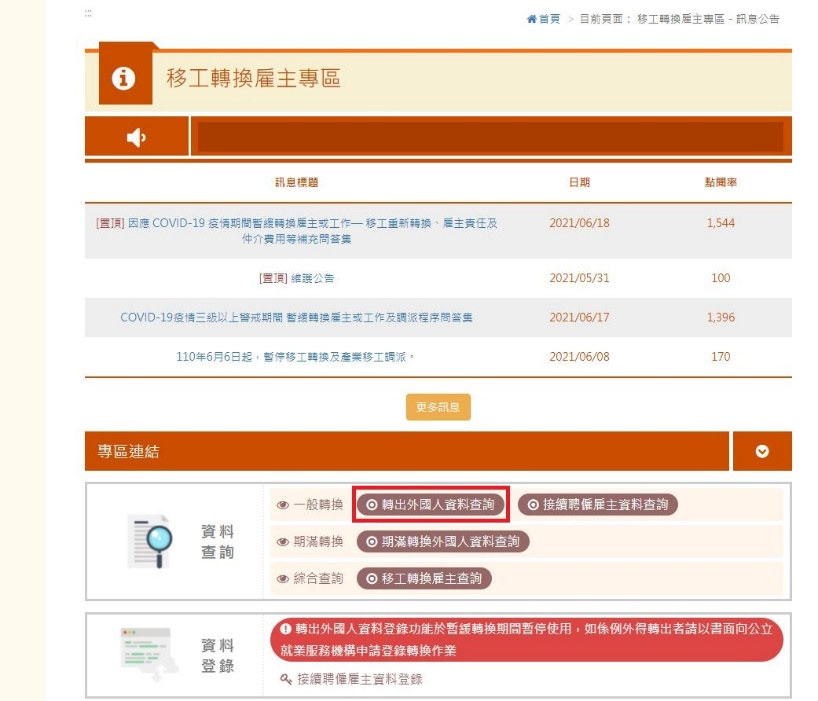 :::
首頁 > 目前頁面： 移工轉換雇主專區 - 訊息公告
移工轉換雇主專區
訊息標題 日期 點閱率
[置頂] 因應 COVID-19 疫情期間暫緩轉換雇主或工作— 移工重新轉換、雇主責任及 2021/06/18 1,544
仲介費用等補充問答集
[置頂] 維護公告 2021/05/31 100
COVID-19疫情三級以上警戒期間 暫緩轉換雇主或工作及調派程序問答集 2021/06/17 1,396
110年6月6日起，暫停移工轉換及產業移工調派。 2021/06/08 170
更多訊息
專區連結
資料
查詢
一般轉換 轉出外國人資料查詢 接續聘僱雇主資料查詢
期滿轉換 期滿轉換外國人資料查詢
綜合查詢 移工轉換雇主查詢
資料
登錄
轉出外國人資料登錄功能於暫緩轉換期間暫停使用，如係例外得轉出者請以書面向公立
就業服務機構申請登錄轉換作業
接續聘僱雇主資料登錄